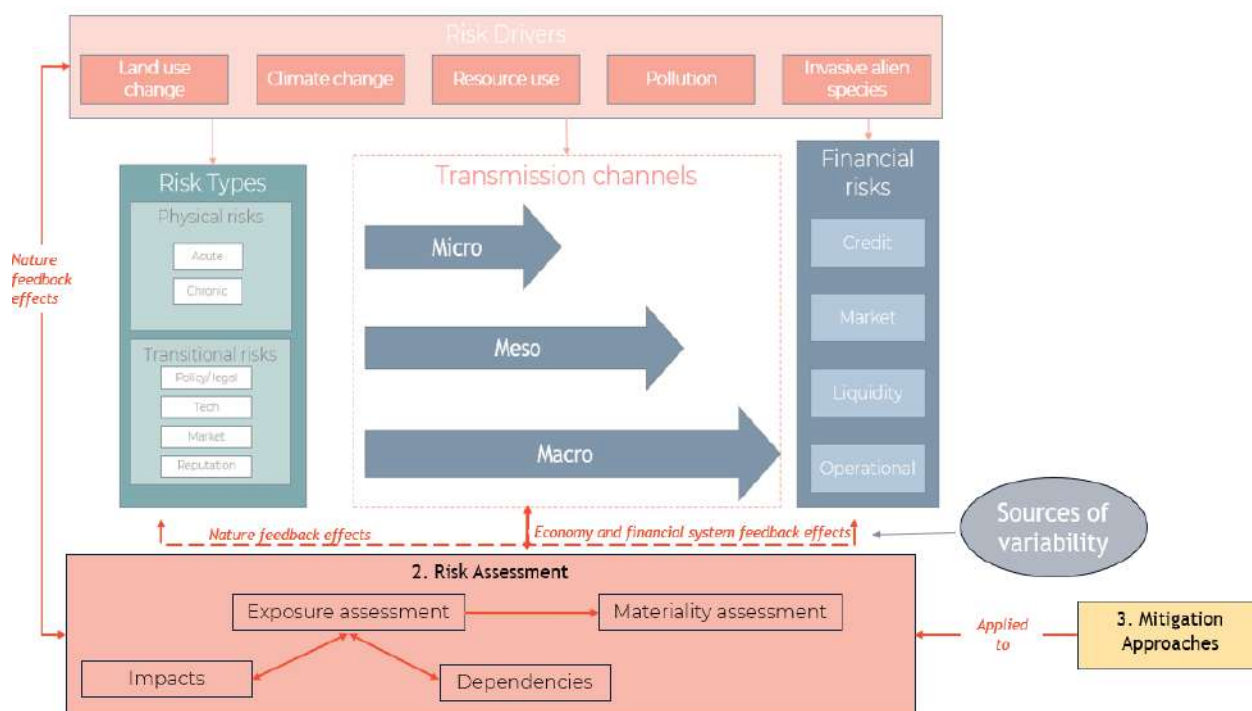 Risk Drivers
Land use
change
Climate change
Resource use
Pollution
Invasive alien
species
Risk Types
Physical risks
Acute
Chronic
Transitional risks
Policy/legal
Tech
Market
Reputation
Transmission channels
Micro
Meso
Macro
Financial
risks
Credit
Market
Liquidity
Operational
Nature
feedback
effects
Nature feedback effects
Economy and financial system feedback effects
Sources of
variability
2. Risk Assessment
Exposure assessment
Materiality assessment
Impacts
Dependencies
Applied
to
3. Mitigation
Approaches